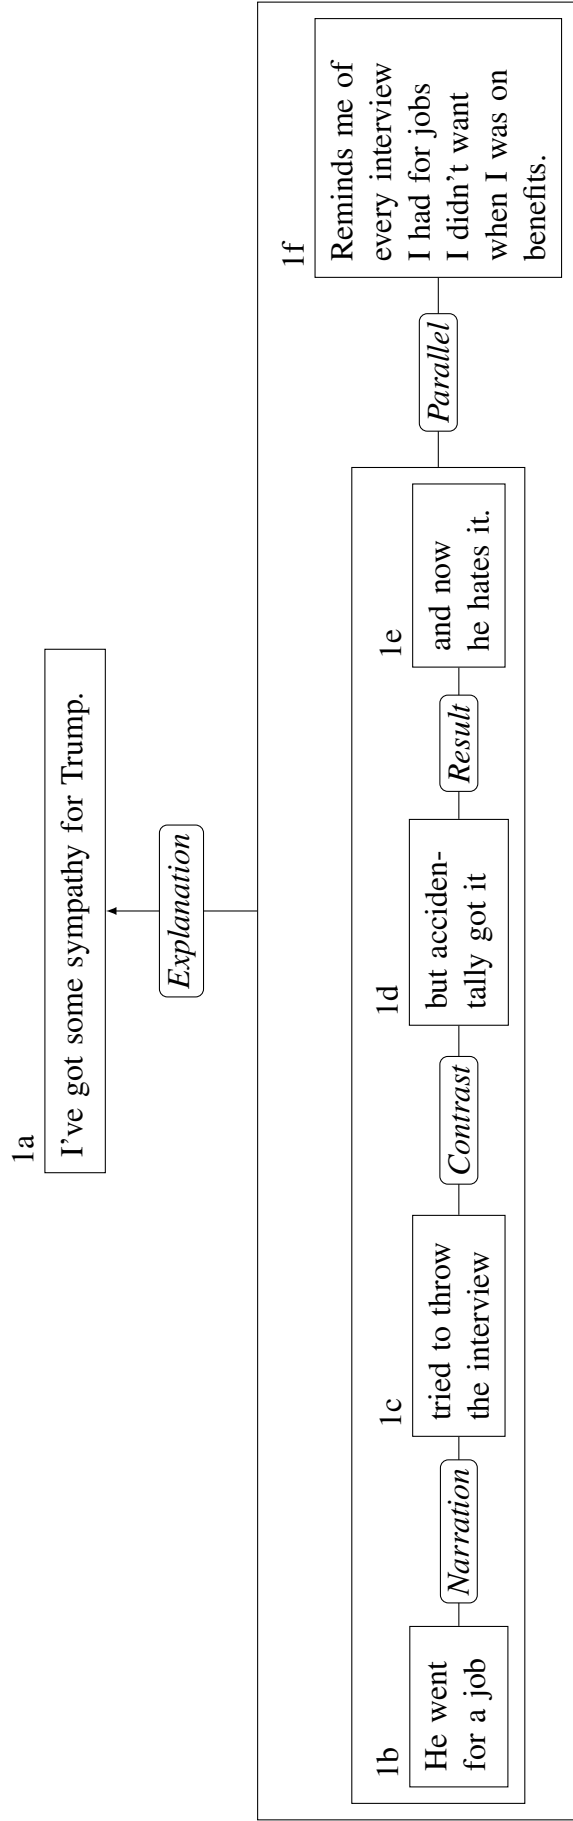 1a
I've got some sympathy for Trump.
Explanation
1b
He went
for a job
Narration
1c
tried to throw
the interview
Contrast
1d
but acciden-
tally got it
Result
1e
and now
he hates it.
Parallel
1f
Reminds me of
every interview
I had for jobs
I didn't want
when I was on
benefits.